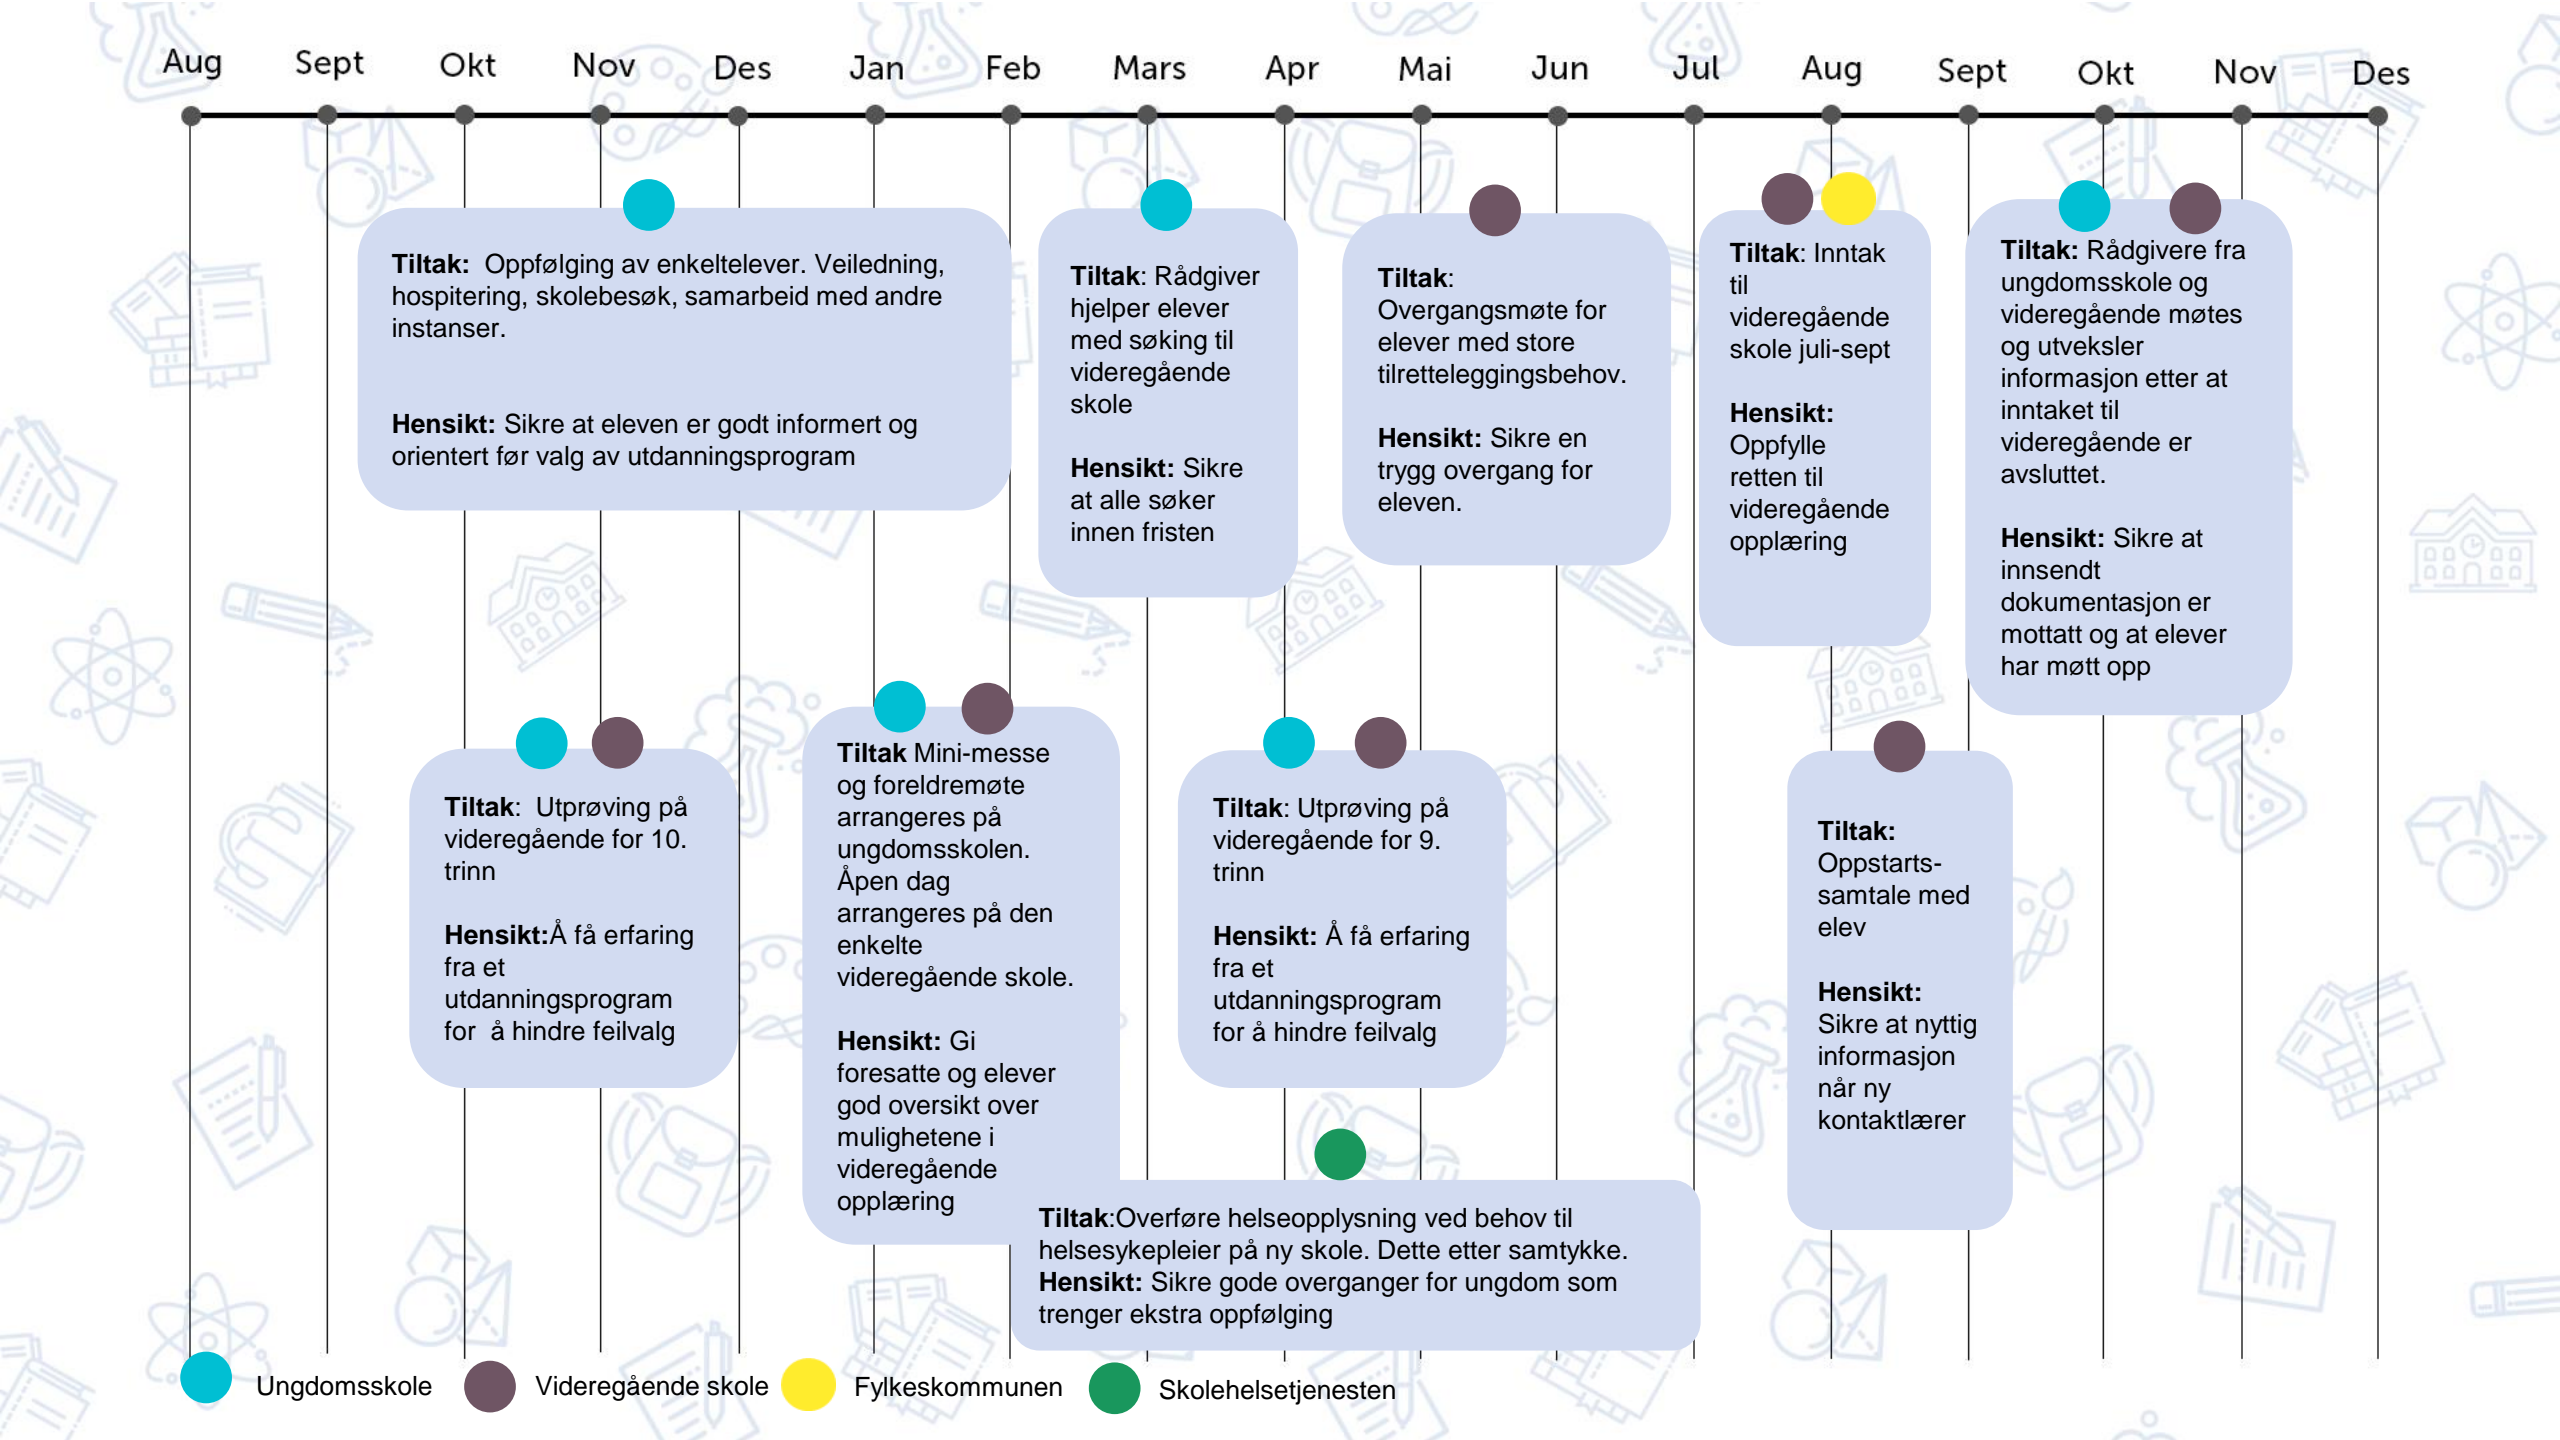 Aug Sept Okt Nov Des Jan Feb Mars Apr Mai Jun Jul Aug Sept Okt Nov Des
Tiltak:  Oppfølging av enkeltelever. Veiledning,
hospitering, skolebesøk, samarbeid med andre
instanser.
Hensikt: Sikre at eleven er godt informert og
orientert før valg av utdanningsprogram
Tiltak: Rådgiver
hjelper elever
med søking til
videregående
skole
Hensikt: Sikre
at alle søker
innen fristen
Tiltak:
Overgangsmøte for
elever med store
tilretteleggingsbehov.
Hensikt: Sikre en
trygg overgang for
eleven.
Tiltak: Inntak
til
videregående
skole juli-sept
Hensikt:
Oppfylle
retten til
videregående
opplæring
Tiltak: Rådgivere fra
ungdomsskole og
videregående møtes
og utveksler
informasjon etter at
inntaket til
videregående er
avsluttet.
Hensikt: Sikre at
innsendt
dokumentasjon er
mottatt og at elever
har møtt opp
Tiltak:  Utprøving på
videregående for 10.
trinn
Hensikt:Å få erfaring
fra et
utdanningsprogram
for  å hindre feilvalg
Tiltak Mini-messe
og foreldremøte
arrangeres på
ungdomsskolen.
Åpen dag
arrangeres på den
enkelte
videregående skole.
Hensikt: Gi
foresatte og elever
god oversikt over
mulighetene i
videregående
opplæring
Tiltak: Utprøving på
videregående for 9.
trinn
Hensikt: Å få erfaring
fra et
utdanningsprogram
for å hindre feilvalg
Tiltak:
Oppstarts-
samtale med
elev
Hensikt:
Sikre at nyttig
informasjon
når ny
kontaktlærer
Tiltak:Overføre helseopplysning ved behov til
helsesykepleier på ny skole. Dette etter samtykke.
Hensikt: Sikre gode overganger for ungdom som
trenger ekstra oppfølging
Ungdomsskole Videregående skole Fylkeskommunen Skolehelsetjenesten